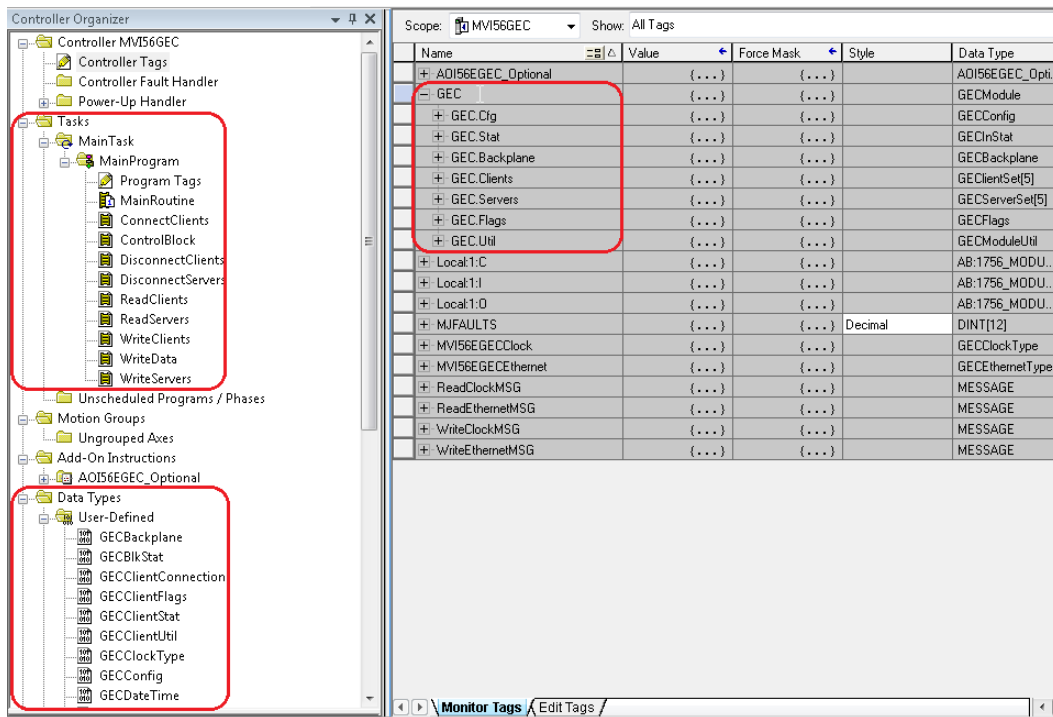 Controller Organizer
Controller MVI56GEC
Controller Tags
Controller Fault Handler
Power-Up Handler
Tasks
MainTask
MainProgram
Program Tags
MainRoutine
ConnectClients
ControlBlock
DisconnectClients
DisconnectServers
ReadClients
ReadServers
WriteClients
WriteData
WriteServers
Unscheduled Programs / Phases
Motion Groups
Ungrouped Axes
Add-On Instructions
AOI56EGEC_Optional
Data Types
User-Defined
GECBackplane
GECBlkStat
GECClientConnection
GECClientFlags
GECClientStat
GECClientUtil
GECClockType
GECConfig
GECDateTime
Scope: MVI56GEC Show: All Tags
Name Value Force Mask Style Data Type
AOI56EGEC_Optional {...} {...} AOI56EGEC_Opti...
GEC {...} {...} GECModule
GEC.Cfg {...} {...} GECConfig
GEC.Stat {...} {...} GECInStat
GEC.Backplane {...} {...} GECBackplane
GEC.Clients {...} {...} GEClientSet[5]
GEC.Servers {...} {...} GECServerSet[5]
GEC.Flags {...} {...} GECFlags
GEC.Util {...} {...} GECModuleUtil
Local:1:C {...} {...} AB:1756_MODU...
Local:1:I {...} {...} AB:1756_MODU...
Local:1:O {...} {...} AB:1756_MODU...
MJFAULTS {...} {...} Decimal DINT[12]
MVI56EGECClock {...} {...} GECClockType
MVI56EGECEthernet {...} {...} GECEthernetType
ReadClockMSG {...} {...} MESSAGE
ReadEthernetMSG {...} {...} MESSAGE
WriteClockMSG {...} {...} MESSAGE
WriteEthernetMSG {...} {...} MESSAGE
Monitor Tags Edit Tags